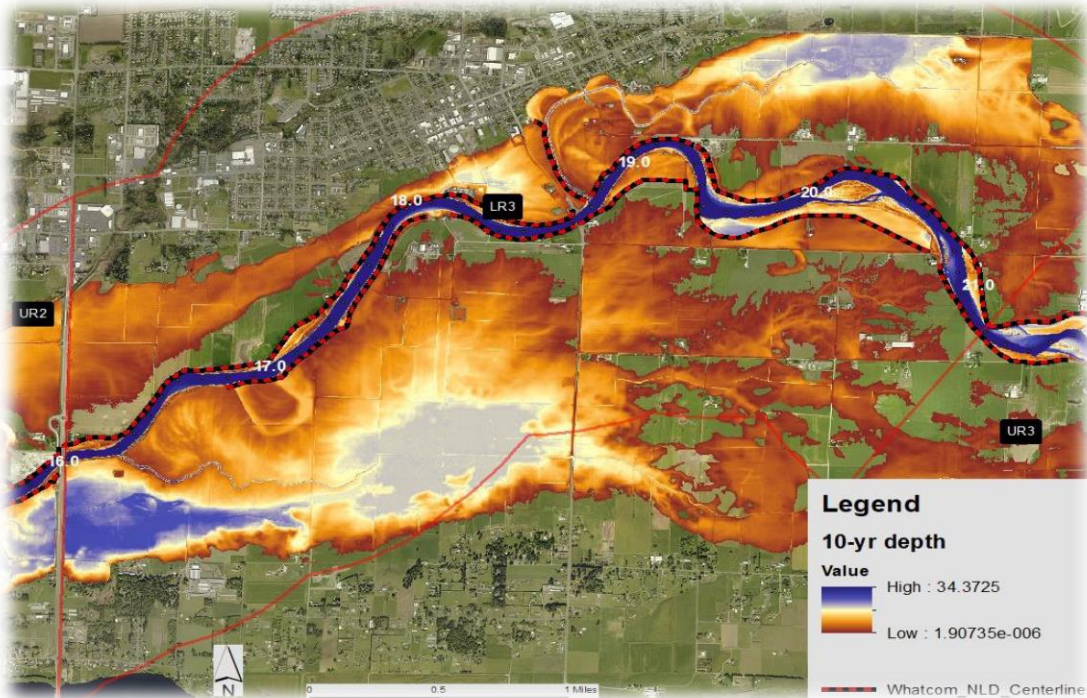 19.0
18.0
LR3
20.0
21.0
UR2
17.0
UR3
16.0
Legend
10-yr depth
Value
High : 34.3725
Low : 1.90735e-006
Whatcom_NLD_Centerline
N
0 0.5 1 Miles